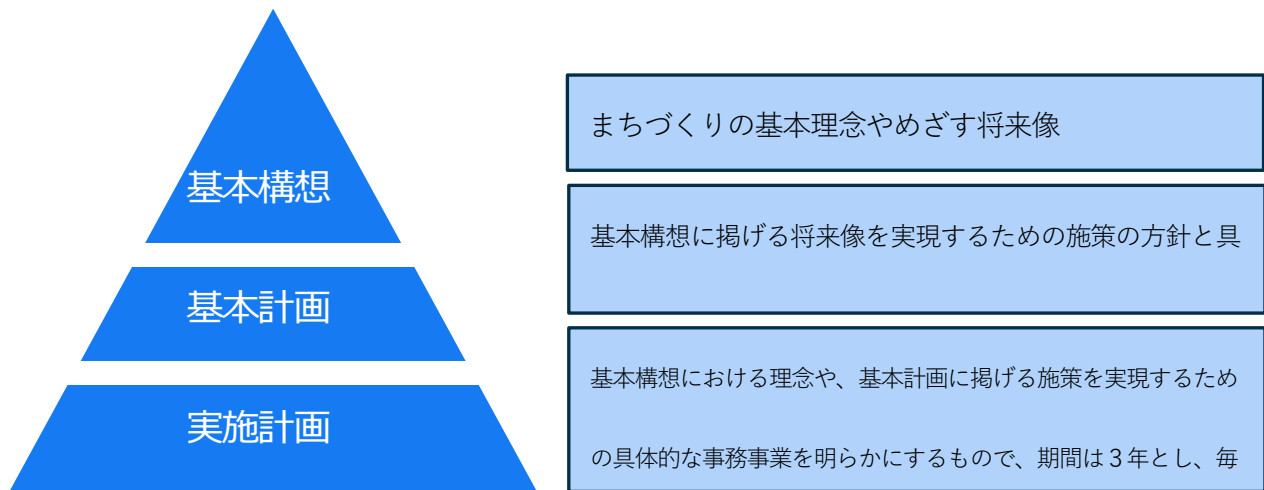 基本構想
まちづくりの基本理念やめざす将来像
基本計画
基本構想に掲げる将来像を実現するための施策の方針と具
実施計画
基本構想における理念や、基本計画に掲げる施策を実現するため
の具体的な事務事業を明らかにするもので、期間は３年とし、毎